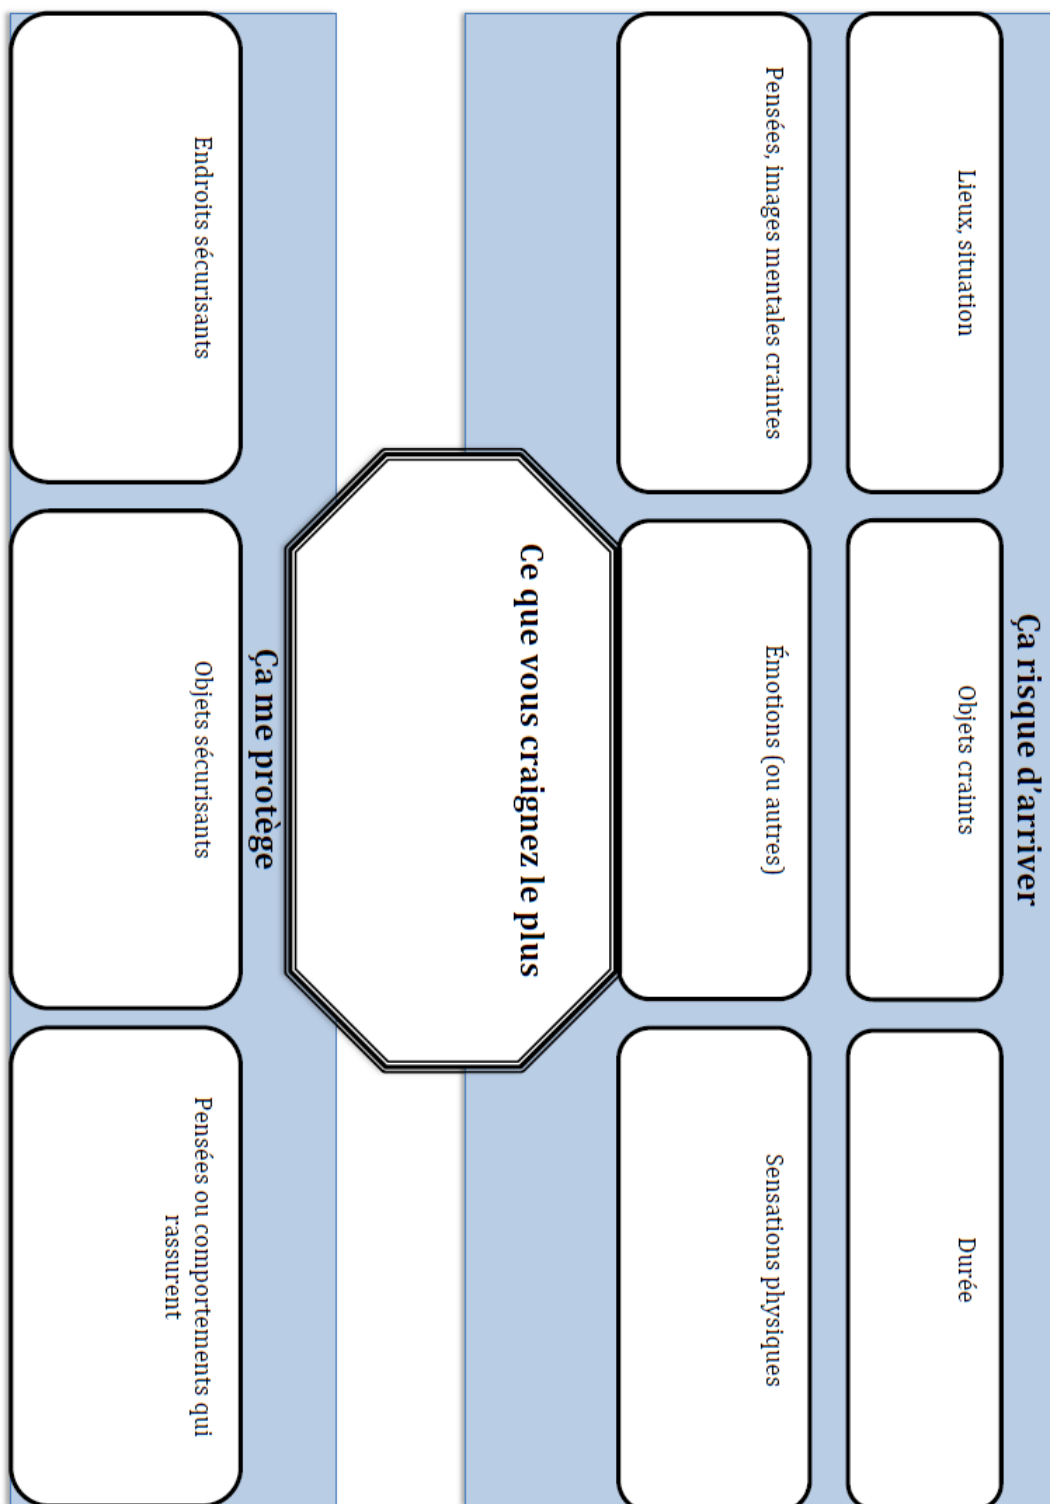 Ça risque d'arriver
Lieux, situation
Objets craints
Durée
Pensées, images mentales craintes
Émotions (ou autres)
Sensations physiques
Ce que vous craignez le plus
Ça me protège
Endroits sécurisants
Objets sécurisants
Pensées ou comportements qui
rassurent